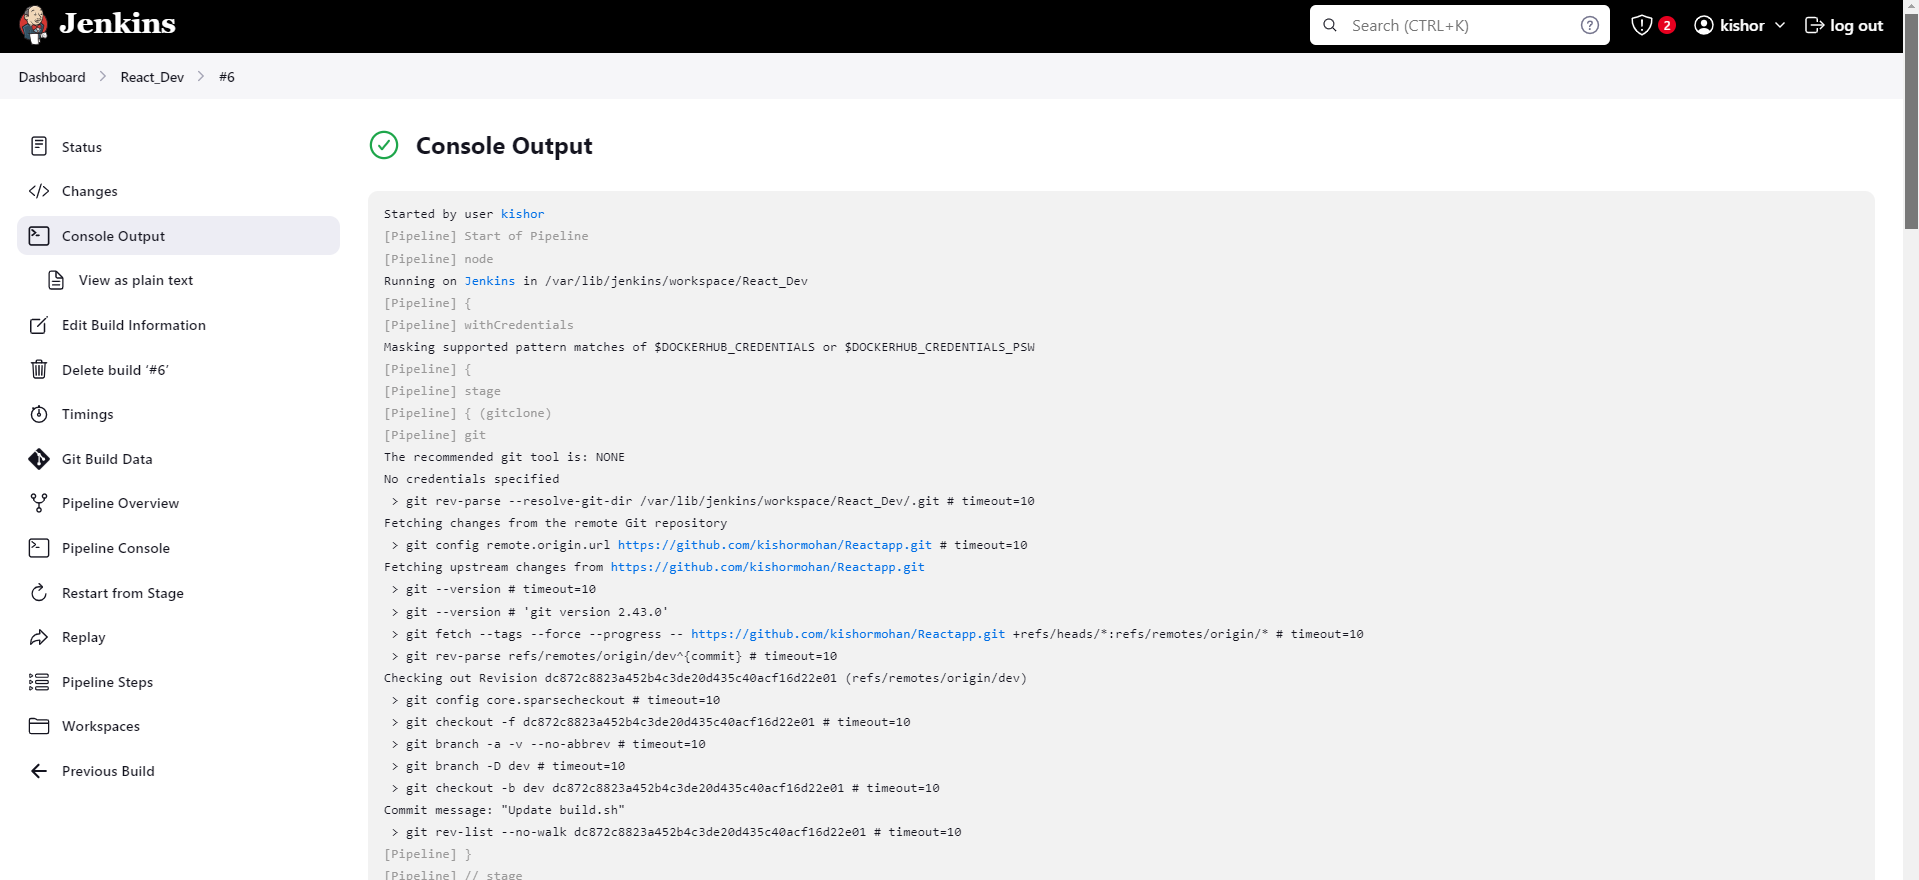 Jenkins
Search (CTRL+K)
2
kishor
log out
Dashboard
React_Dev
#6
Status
Changes
Console Output
View as plain text
Edit Build Information
Delete build ‘#6’
Timings
Git Build Data
Pipeline Overview
Pipeline Console
Restart from Stage
Replay
Pipeline Steps
Workspaces
Previous Build
Console Output
Started by user kishor
[Pipeline] Start of Pipeline
[Pipeline] node
Running on Jenkins in /var/lib/jenkins/workspace/React_Dev
[Pipeline] {
[Pipeline] withCredentials
Masking supported pattern matches of $DOCKERHUB_CREDENTIALS or $DOCKERHUB_CREDENTIALS_PSW
[Pipeline] {
[Pipeline] stage
[Pipeline] { (gitclone)
[Pipeline] git
The recommended git tool is: NONE
No credentials specified
 > git rev-parse --resolve-git-dir /var/lib/jenkins/workspace/React_Dev/.git # timeout=10
Fetching changes from the remote Git repository
 > git config remote.origin.url https://github.com/kishormohan/Reactapp.git # timeout=10
Fetching upstream changes from https://github.com/kishormohan/Reactapp.git
 > git --version # timeout=10
 > git --version # 'git version 2.43.0'
 > git fetch --tags --force --progress -- https://github.com/kishormohan/Reactapp.git +refs/heads/*:refs/remotes/origin/* # timeout=10
 > git rev-parse refs/remotes/origin/dev^{commit} # timeout=10
Checking out Revision dc872c8823a452b4c3de20d435c40acf16d22e01 (refs/remotes/origin/dev)
 > git config core.sparsecheckout # timeout=10
 > git checkout -f dc872c8823a452b4c3de20d435c40acf16d22e01 # timeout=10
 > git branch -a -v --no-abbrev # timeout=10
 > git branch -D dev # timeout=10
 > git checkout -b dev dc872c8823a452b4c3de20d435c40acf16d22e01 # timeout=10
Commit message: "Update build.sh"
 > git rev-list --no-walk dc872c8823a452b4c3de20d435c40acf16d22e01 # timeout=10
[Pipeline] }
[Pipeline] // stage